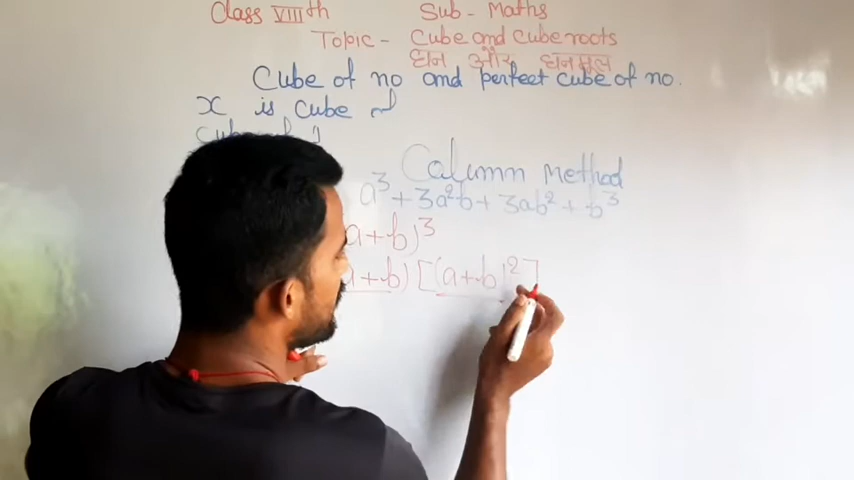 Class VIIIth Sub - Maths
Topic - Cube and Cube roots
घन और घनमूल
Cube of no and perfect cube of no.
x is Cube
Column Method
a³ + 3a²b + 3ab² + b³
a+b)³
a+b) [(a+b)²]